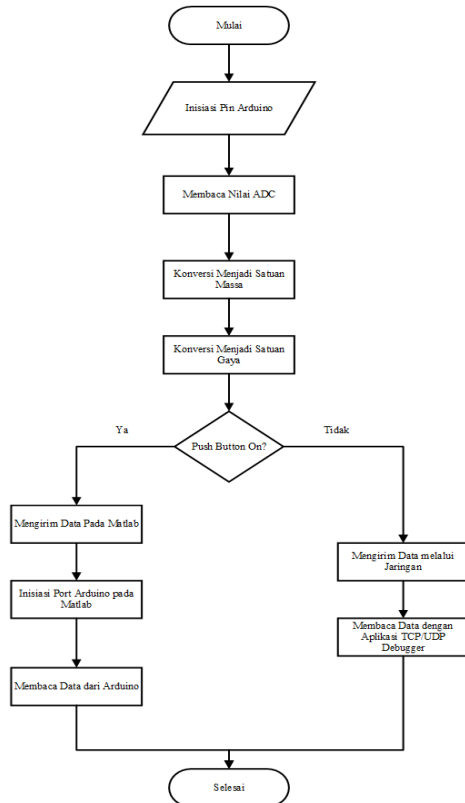 Mulai
Inisiasi Pin Arduino
Membaca Nilai ADC
Konversi Menjadi Satuan
Massa
Konversi Menjadi Satuan
Gaya
Push Button On?
Ya
Tidak
Mengirim Data Pada Matlab
Inisiasi Port Arduino pada
Matlab
Membaca Data dari Arduino
Mengirim Data melalui
Jaringan
Membaca Data dengan
Aplikasi TCP/UDP
Debugger
Selesai